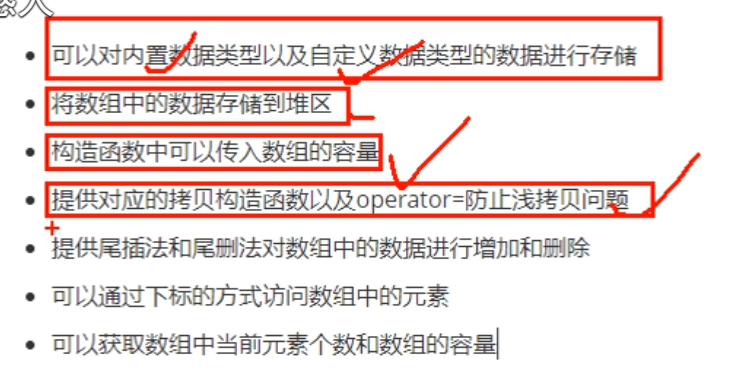 可以对内置数据类型以及自定义数据类型的数据进行存储
将数组中的数据存储到堆区
构造函数中可以传入数组的容量
提供对应的拷贝构造函数以及operator=防止浅拷贝问题
提供尾插法和尾删法对数组中的数据进行增加和删除
可以通过下标的方式访问数组中的元素
可以获取数组中当前元素个数和数组的容量